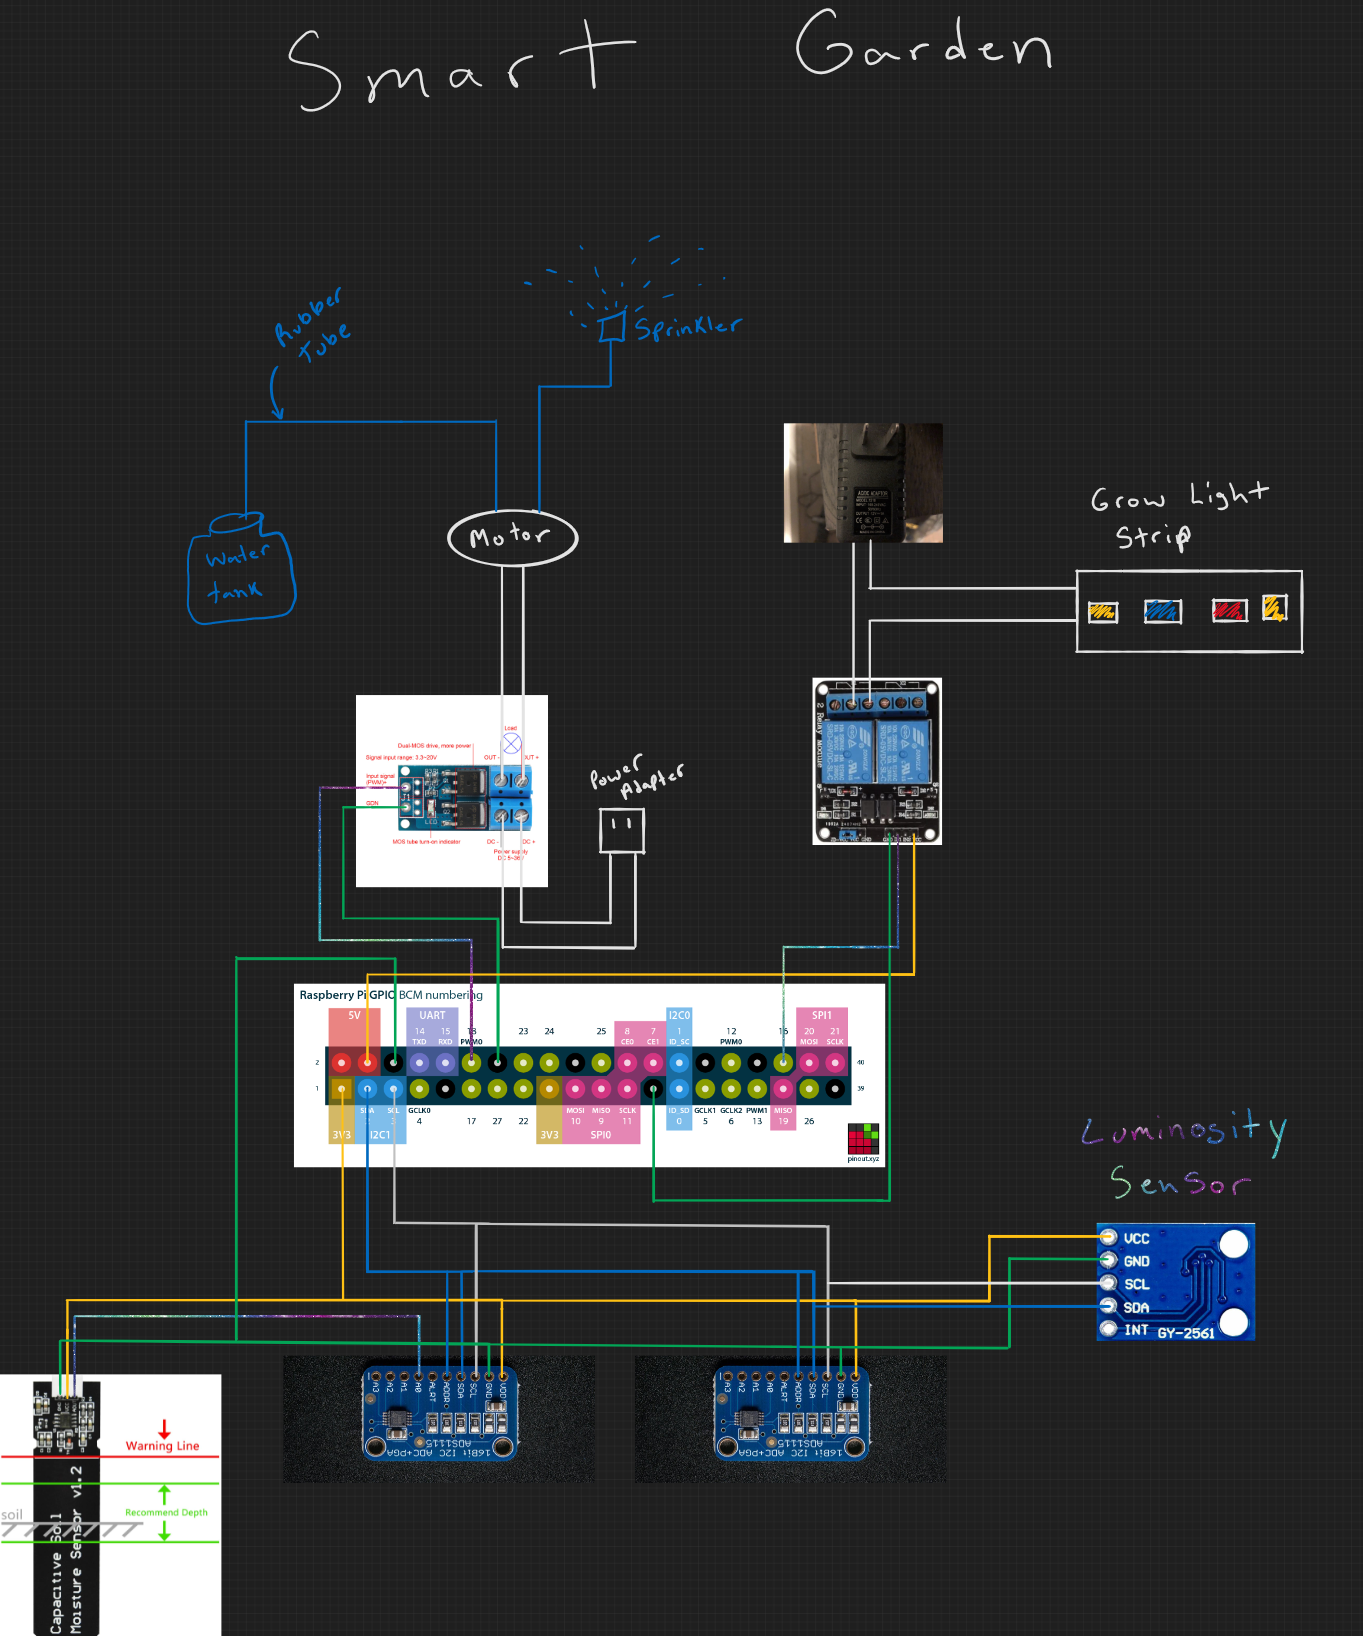 Smart Garden
Rubber
Tube
Sprinkler
Water
tank
Motor
Grow Light
Strip
AC/DC ADAPTOR
Load
Dual-MOS drive, more power
Signal input range: 3.3~20V
OUT -
OUT +
Input signal
(PWM)+
GDN
MOS tube turn-on indicator
DC -
DC +
Power supply
DC 5~36V
Power
Adapter
2 Relay Module
Raspberry Pi GPIO BCM numbering
5V UART I2C0 SPI1
14 15 18 23 24 25 8 7 1 12 16 20 21
TXD RXD PWM0 CE0 CE1 ID_SC PWM0 MOSI SCLK
2 40
1 39
SDA SCL GCLK0 MOSI MISO SCLK ID_SD GCLK1 GCLK2 PWM1 MISO
3 4 17 27 22 10 9 11 0 5 6 13 19 26
3V3 I2C1 3V3 SPI0
pinout.xyz
Luminosity
Sensor
VCC
GND
SCL
SDA
INT GY-2561
A3 A2 A1 A0 ALRT ADDR SDA SCL GND VDD
16Bit I2C ADC+PGA
ADS1115
A3 A2 A1 A0 ALRT ADDR SDA SCL GND VDD
16Bit I2C ADC+PGA
ADS1115
Warning Line
Recommend Depth
soil
Capacitive Soil
Moisture Sensor v1.2